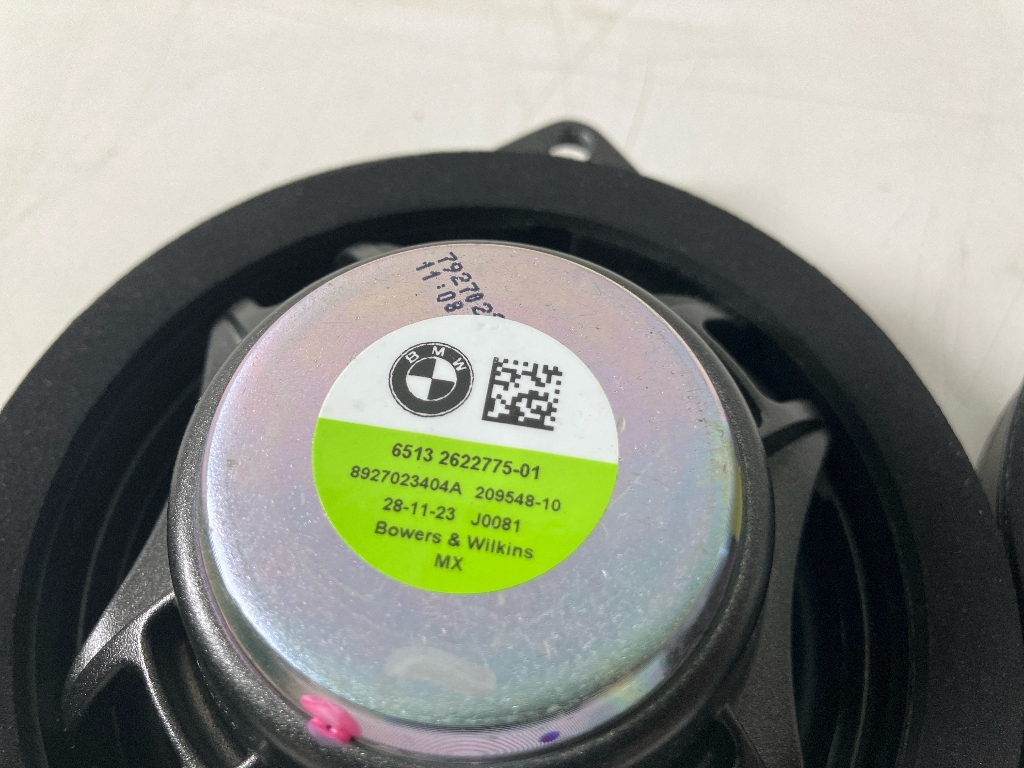 11:08
BMW
6513 2622775-01
8927023404A 209548-10
28-11-23 J0081
Bowers & Wilkins
MX